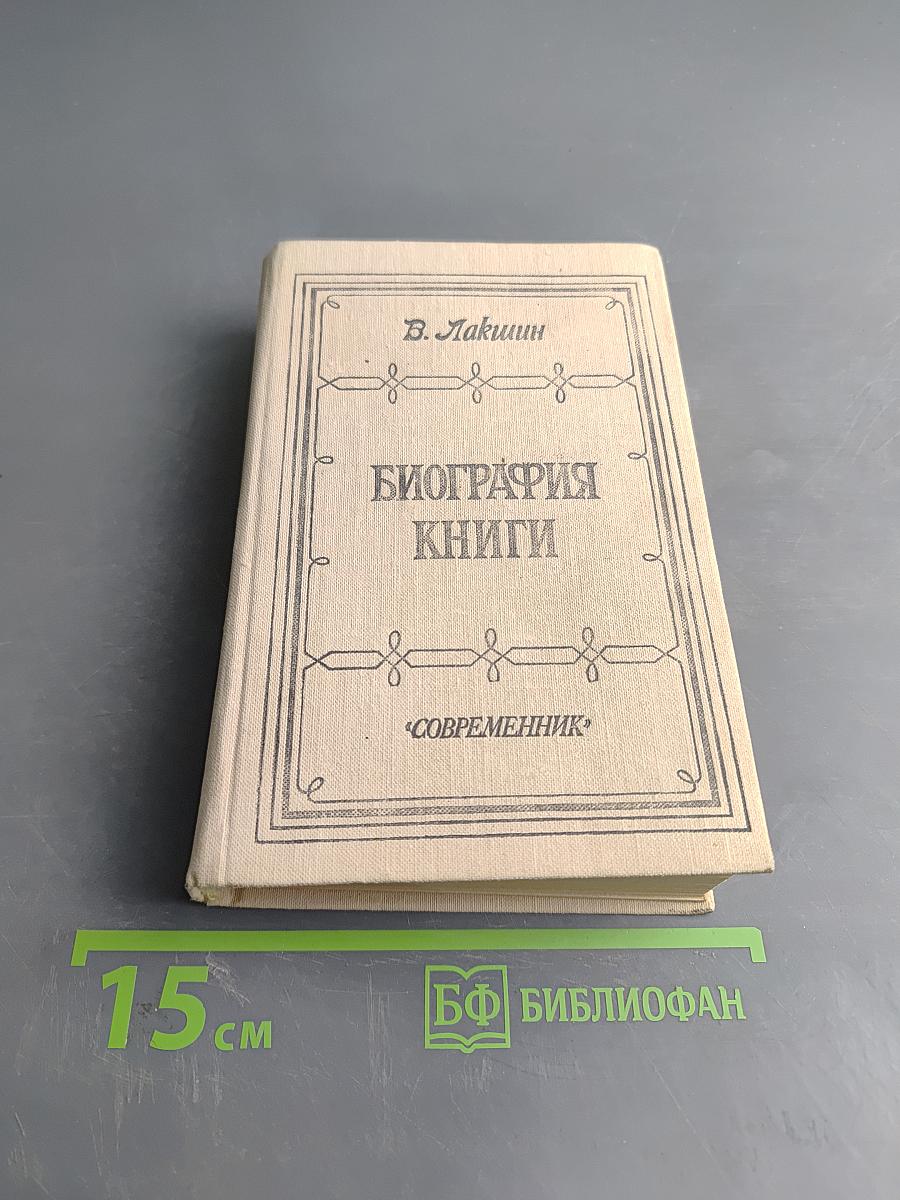 В. Лакшин
БИОГРАФИЯ
КНИГИ
«СОВРЕМЕННИК»
15 см
БФ БИБЛИОФАН